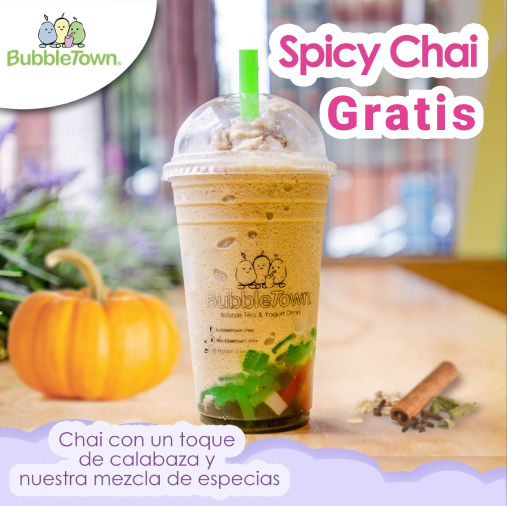 BubbleTown®
Spicy Chai
Gratis
BubbleTown®
Bubble Tea & Yogurt Drinks
Chai con un toque
de calabaza y
nuestra mezcla de especias